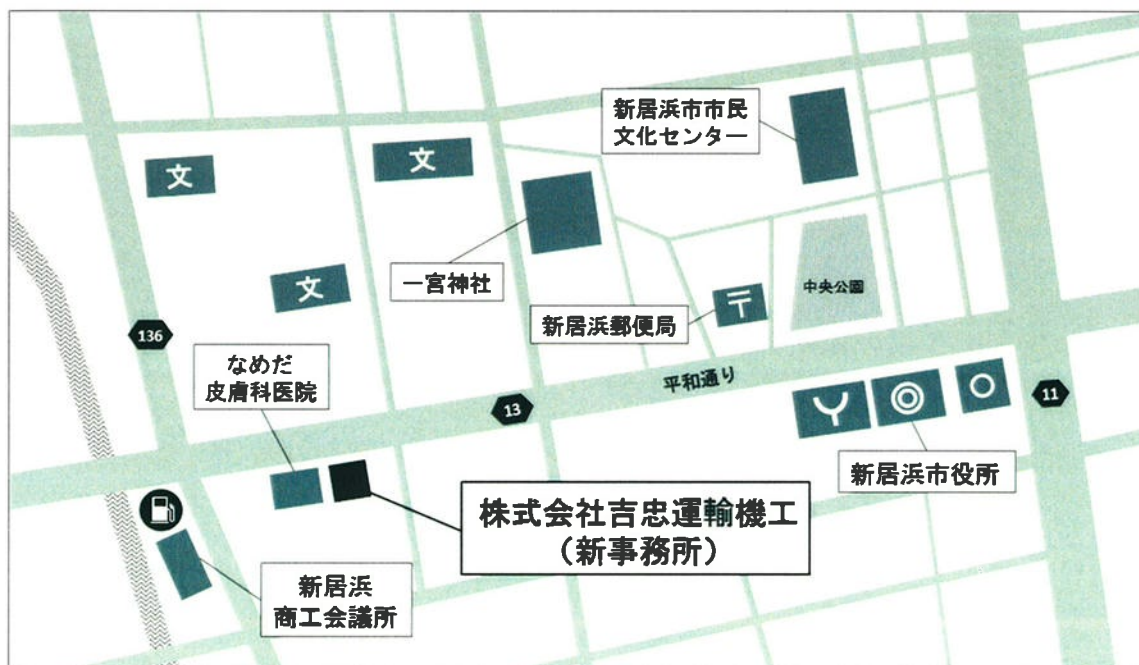 新居浜市市民
文化センター
文
文
文
一宮神社
〒
新居浜郵便局
中央公園
136
なめだ
皮膚科医院
13
平和通り
11
新居浜市役所
株式会社吉忠運輸機工
（新事務所）
新居浜
商工会議所